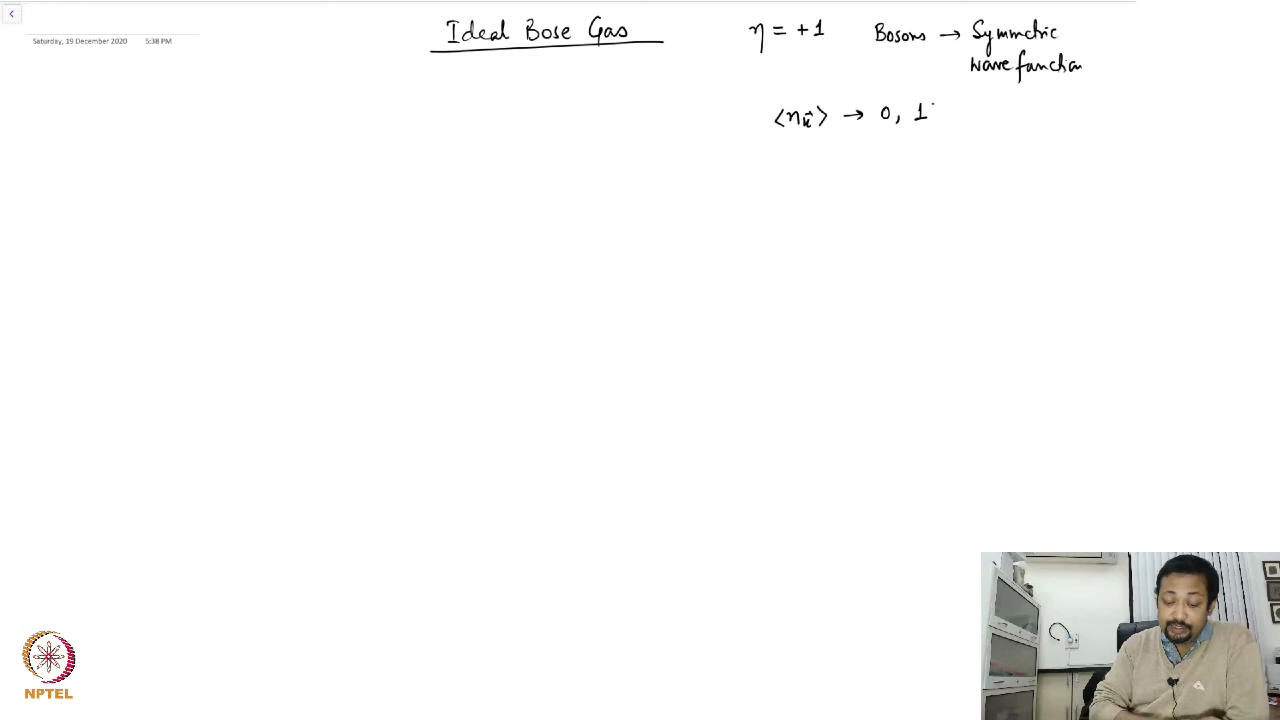 Ideal Bose Gas η = +1 Bosons → Symmetric
wave function
Saturday, 19 December 2020 5:38 PM
⟨n_k⃗⟩ → 0, 1
NPTEL